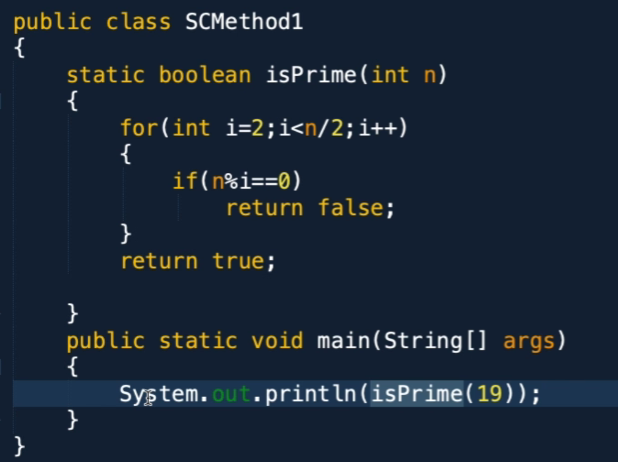 public class SCMethod1
{
static boolean isPrime(int n)
{
for(int i=2;i<n/2;i++)
{
if(n%i==0)
return false;
}
return true;
}
public static void main(String[] args)
{
System.out.println(isPrime(19));
}
}